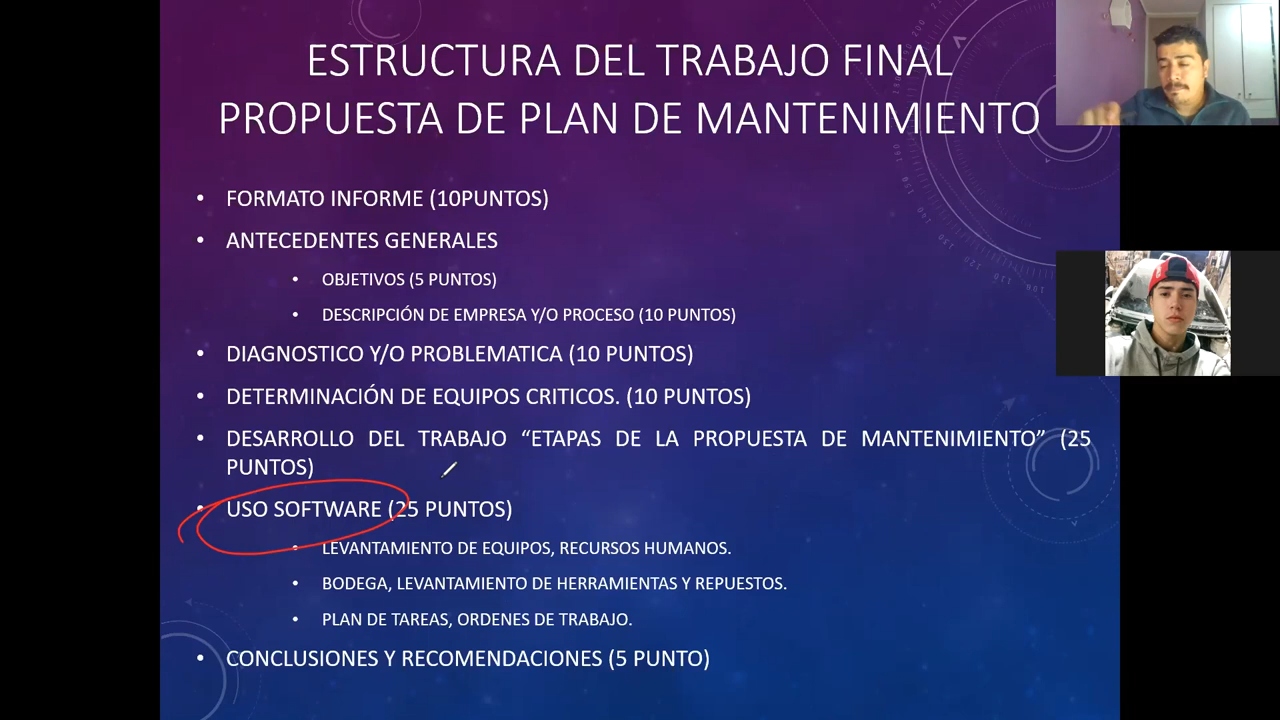 ESTRUCTURA DEL TRABAJO FINAL
PROPUESTA DE PLAN DE MANTENIMIENTO
• FORMATO INFORME (10PUNTOS)
• ANTECEDENTES GENERALES
• OBJETIVOS (5 PUNTOS)
• DESCRIPCIÓN DE EMPRESA Y/O PROCESO (10 PUNTOS)
• DIAGNOSTICO Y/O PROBLEMATICA (10 PUNTOS)
• DETERMINACIÓN DE EQUIPOS CRITICOS. (10 PUNTOS)
• DESARROLLO DEL TRABAJO “ETAPAS DE LA PROPUESTA DE MANTENIMIENTO” (25
PUNTOS)
• USO SOFTWARE (25 PUNTOS)
• LEVANTAMIENTO DE EQUIPOS, RECURSOS HUMANOS.
• BODEGA, LEVANTAMIENTO DE HERRAMIENTAS Y REPUESTOS.
• PLAN DE TAREAS, ORDENES DE TRABAJO.
• CONCLUSIONES Y RECOMENDACIONES (5 PUNTO)